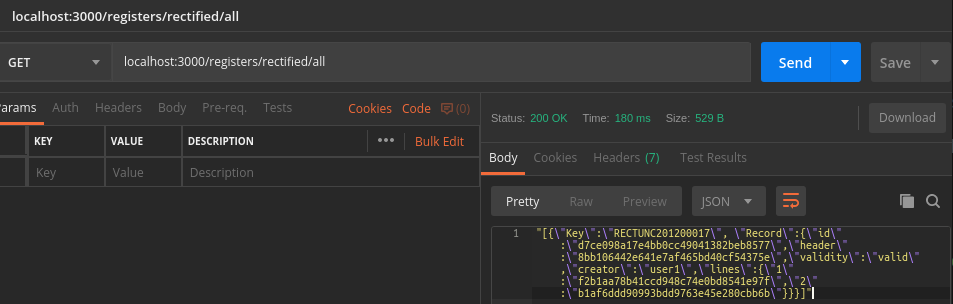 localhost:3000/registers/rectified/all
GET localhost:3000/registers/rectified/all Send Save
arams Auth Headers Body Pre-req. Tests Cookies Code (0)
KEY VALUE DESCRIPTION ••• Bulk Edit
Key Value Description
Status: 200 OK Time: 180 ms Size: 529 B Download
Body Cookies Headers (7) Test Results
Pretty Raw Preview JSON
1 "[{\"Key\":\"RECTUNC201200017\", \"Record\":{\"id\"
:\"d7ce098a17e4bb0cc49041382beb8577\",\"header\"
:\"8bb106442e641e7af465bd40cf54375e\",\"validity\":\"valid\"
,\"creator\":\"user1\",\"lines\":{\"1\"
:\"f2b1aa78b41ccd948c74e0bd8541e97f\",\"2\"
:\"b1af6ddd90993bdd9763e45e280cbb6b\"}}}]"